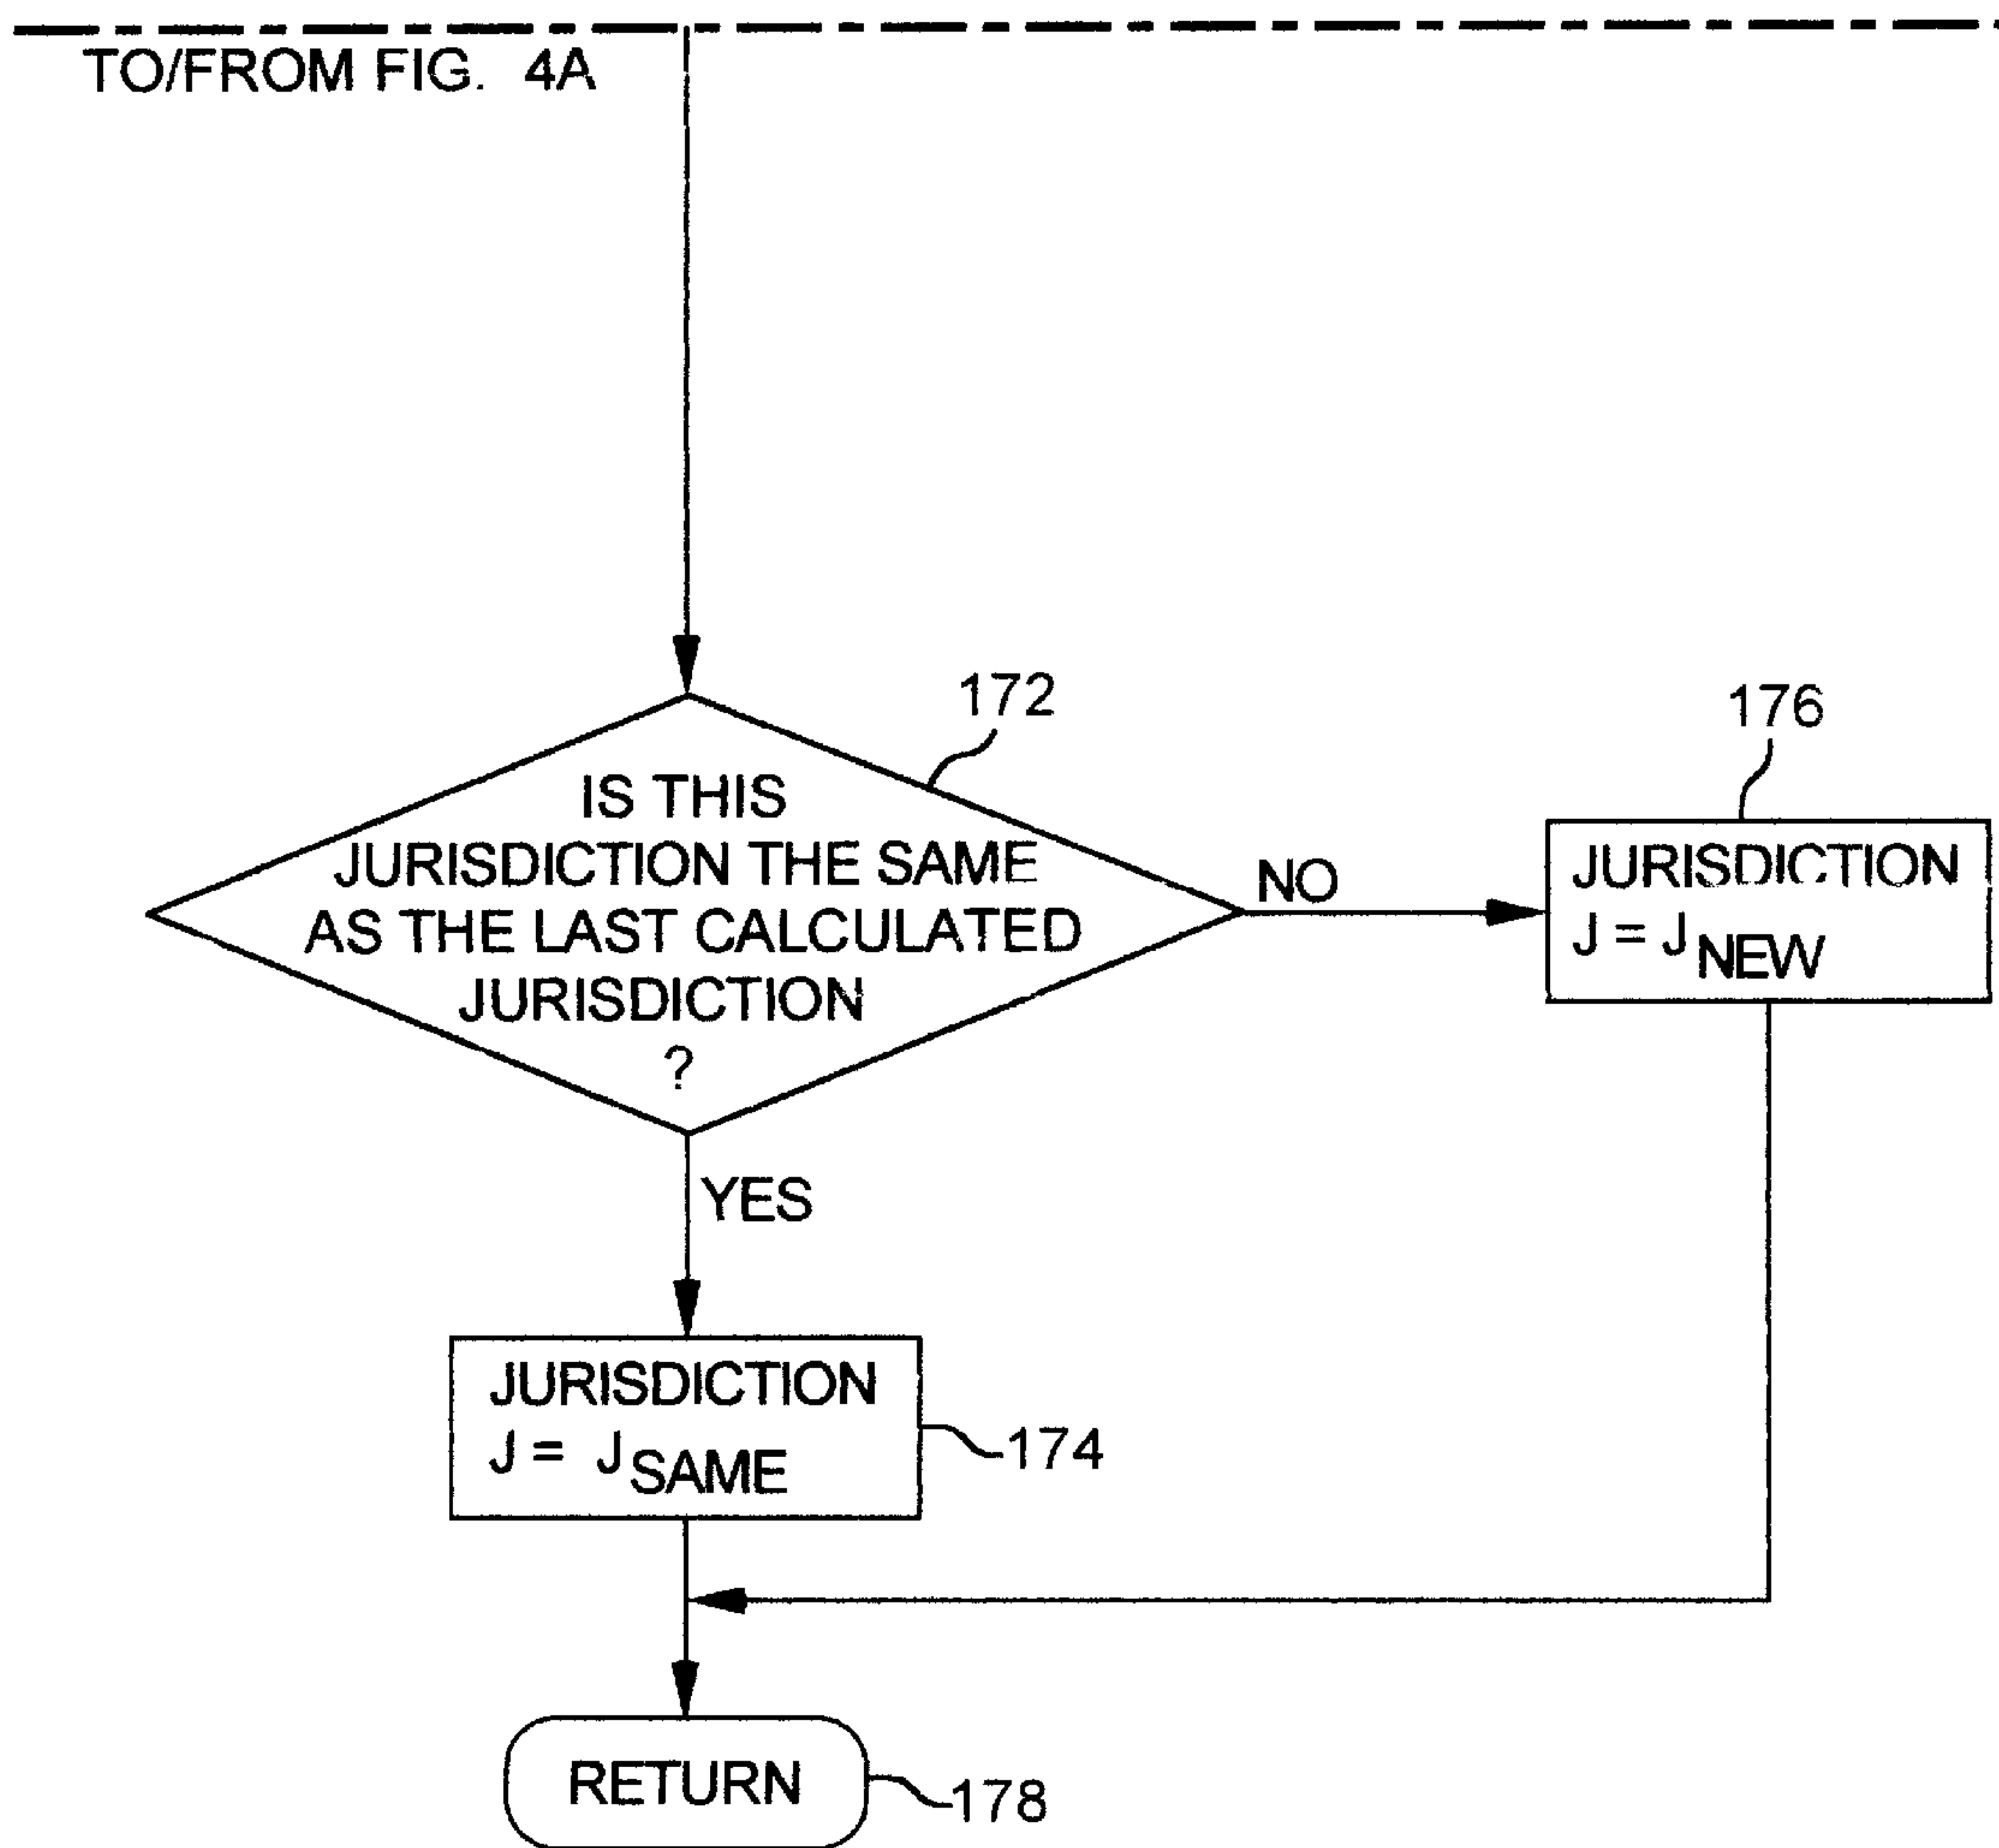 TO/FROM FIG. 4A
172
IS THIS
JURISDICTION THE SAME
AS THE LAST CALCULATED
JURISDICTION
?
NO
176
JURISDICTION
J = J NEW
YES
JURISDICTION
J = J SAME
174
RETURN
178